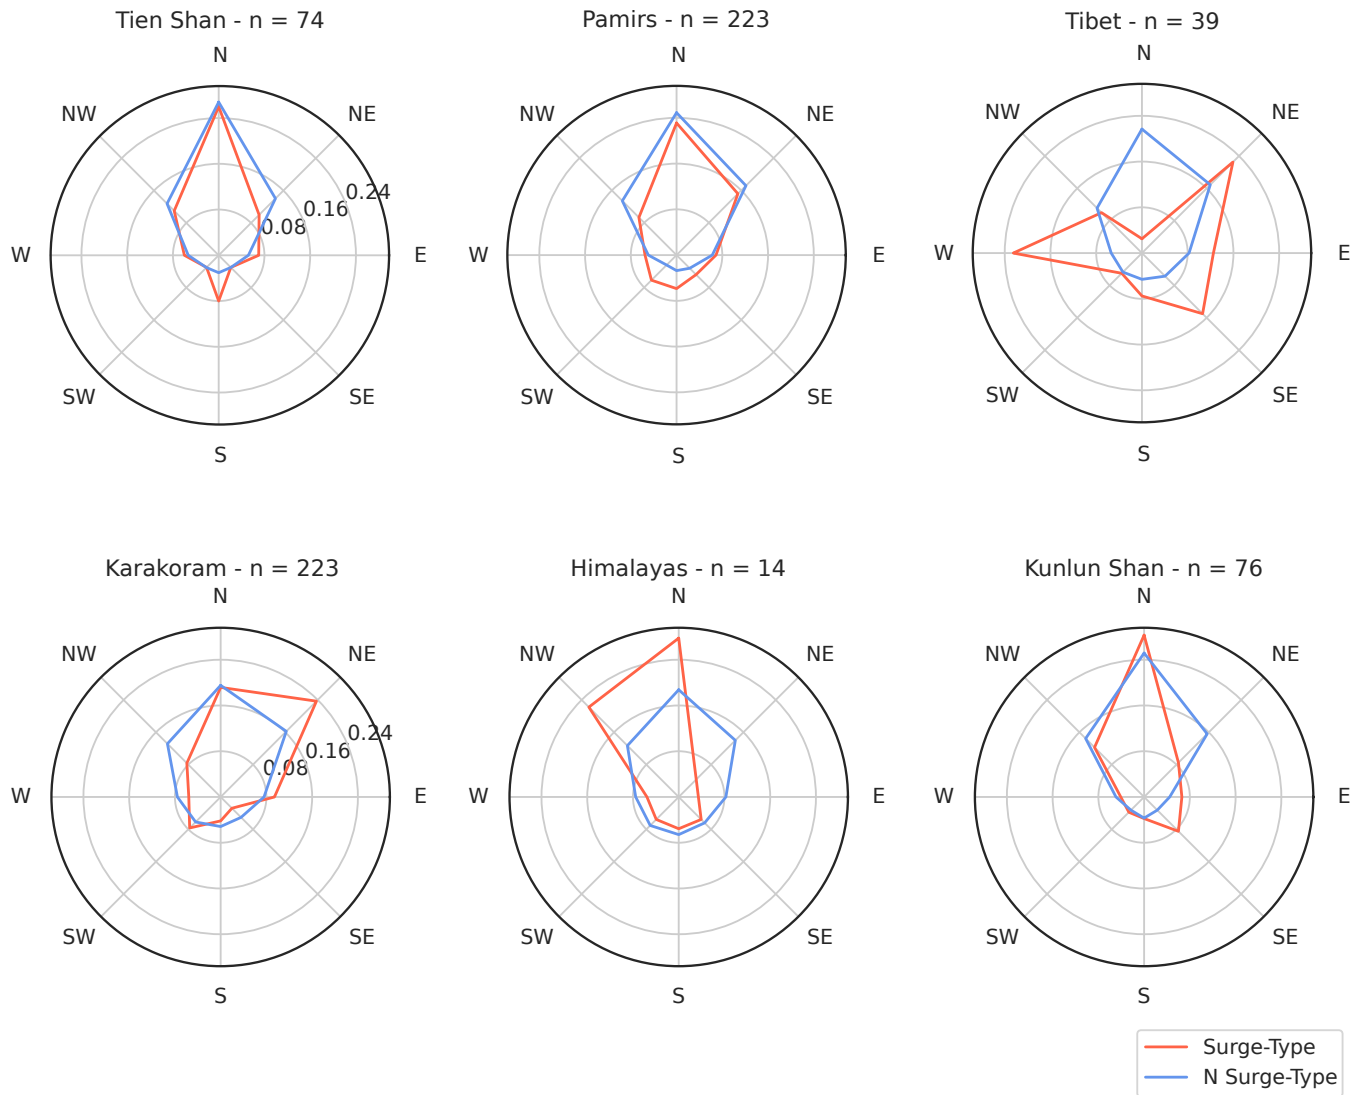 Tien Shan - n = 74
N
NW
NE
0.24
0.16
0.08
W
E
SW
SE
S
Pamirs - n = 223
N
NW
NE
W
E
SW
SE
S
Tibet - n = 39
N
NW
NE
W
E
SW
SE
S
Karakoram - n = 223
N
NW
NE
0.24
0.16
0.08
W
E
SW
SE
S
Himalayas - n = 14
N
NW
NE
W
E
SW
SE
S
Kunlun Shan - n = 76
N
NW
NE
W
E
SW
SE
S
Surge-Type
N Surge-Type